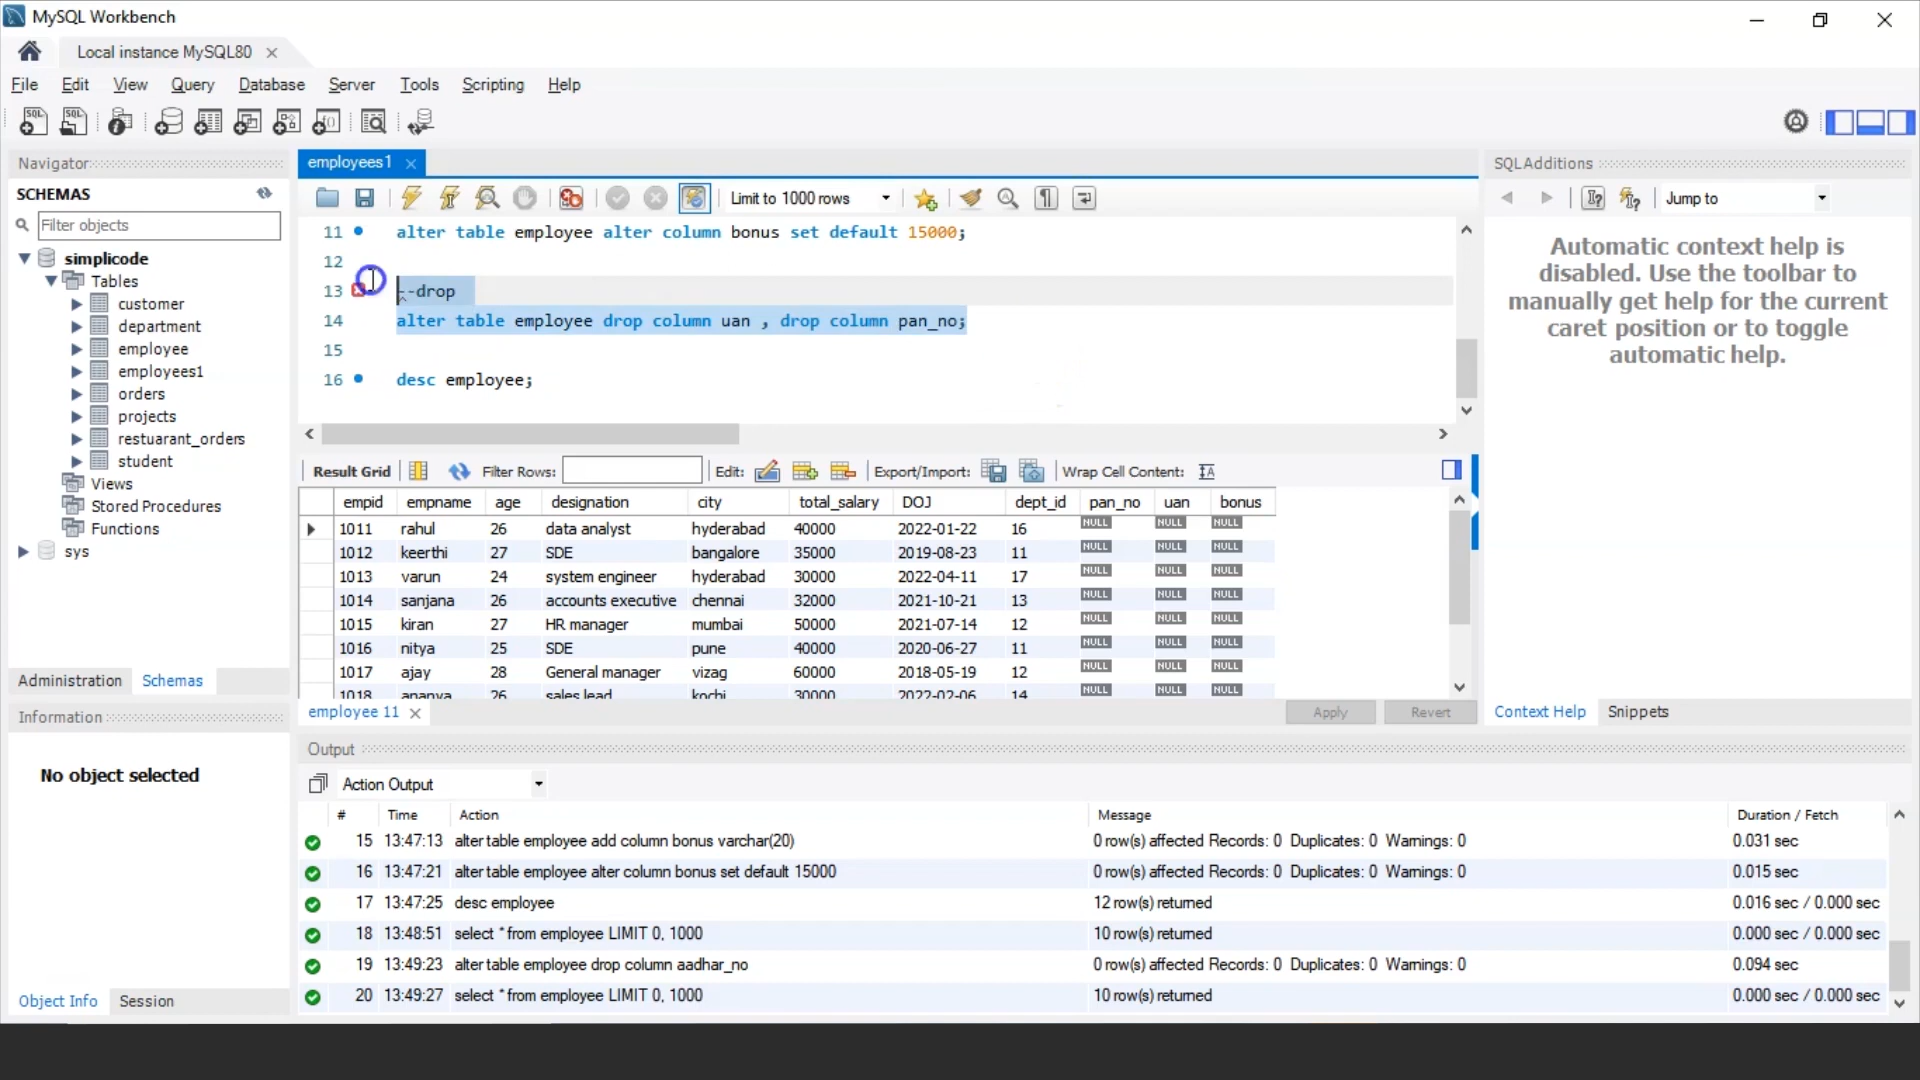 MySQL Workbench
Local instance MySQL80
File Edit View Query Database Server Tools Scripting Help
Navigator
SCHEMAS
Filter objects
simplicode
Tables
customer
department
employee
employees1
orders
projects
restuarant_orders
student
Views
Stored Procedures
Functions
sys
Administration Schemas
Information
No object selected
Object Info Session
employees1
Limit to 1000 rows
11 alter table employee alter column bonus set default 15000;
12
13 --drop
14 alter table employee drop column uan , drop column pan_no;
15
16 desc employee;
Result Grid Filter Rows: Edit: Export/Import: Wrap Cell Content:
empid empname age designation city total_salary DOJ dept_id pan_no uan bonus
1011 rahul 26 data analyst hyderabad 40000 2022-01-22 16 NULL NULL NULL
1012 keerthi 27 SDE bangalore 35000 2019-08-23 11 NULL NULL NULL
1013 varun 24 system engineer hyderabad 30000 2022-04-11 17 NULL NULL NULL
1014 sanjana 26 accounts executive chennai 32000 2021-10-21 13 NULL NULL NULL
1015 kiran 27 HR manager mumbai 50000 2021-07-14 12 NULL NULL NULL
1016 nitya 25 SDE pune 40000 2020-06-27 11 NULL NULL NULL
1017 ajay 28 General manager vizag 60000 2018-05-19 12 NULL NULL NULL
1018 ananya 26 sales lead kochi 30000 2022-02-06 14 NULL NULL NULL
employee 11 Apply Revert
SQLAdditions
Jump to
Automatic context help is
disabled. Use the toolbar to
manually get help for the current
caret position or to toggle
automatic help.
Context Help Snippets
Output
Action Output
# Time Action Message Duration / Fetch
15 13:47:13 alter table employee add column bonus varchar(20) 0 row(s) affected Records: 0 Duplicates: 0 Warnings: 0 0.031 sec
16 13:47:21 alter table employee alter column bonus set default 15000 0 row(s) affected Records: 0 Duplicates: 0 Warnings: 0 0.015 sec
17 13:47:25 desc employee 12 row(s) returned 0.016 sec / 0.000 sec
18 13:48:51 select * from employee LIMIT 0, 1000 10 row(s) returned 0.000 sec / 0.000 sec
19 13:49:23 alter table employee drop column aadhar_no 0 row(s) affected Records: 0 Duplicates: 0 Warnings: 0 0.094 sec
20 13:49:27 select * from employee LIMIT 0, 1000 10 row(s) returned 0.000 sec / 0.000 sec